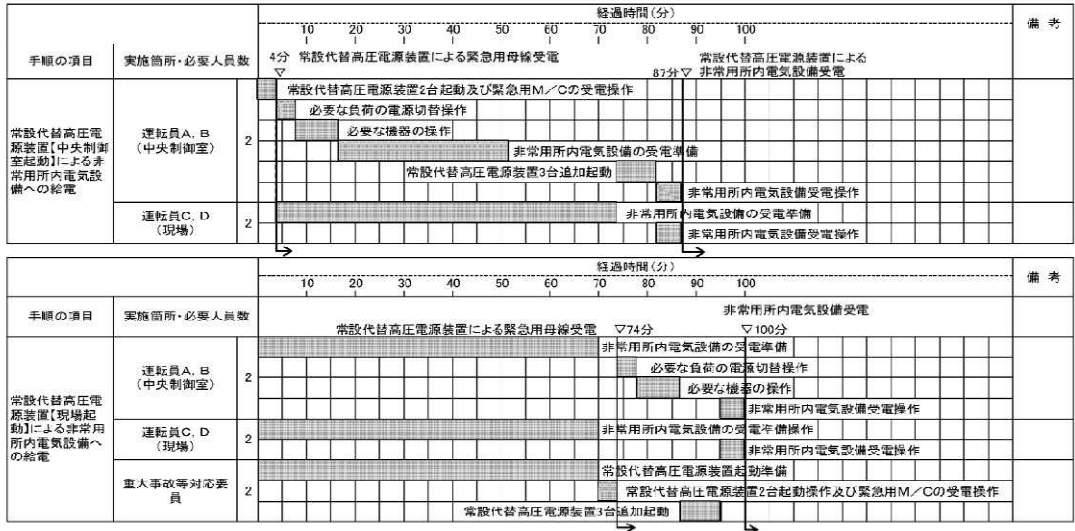 経過時間(分)
備 考
10 20 30 40 50 60 70 80 90 100
手順の項目
実施箇所・必要人員数
4分 常設代替高圧電源装置による緊急用母線受電
常設代替高圧電源装置による
87分▽ 非常用所内電気設備受電
常設代替高圧電源装置【中央制御室起動】による非常用所内電気設備への給電
運転員A, B
(中央制御室)
2
常設代替高圧電源装置2台起動及び緊急用M/Cの受電操作
必要な負荷の電源切替操作
必要な機器の操作
非常用所内電気設備の受電準備
常設代替高圧電源装置3台追加起動
非常用所内電気設備受電操作
運転員C, D
(現場)
2
非常用所内電気設備の受電準備
非常用所内電気設備受電操作
経過時間(分)
備 考
10 20 30 40 50 60 70 80 90 100
手順の項目
実施箇所・必要人員数
非常用所内電気設備受電
常設代替高圧電源装置による緊急用母線受電 ▽74分 ▽100分
常設代替高圧電源装置【現場起動】による非常用所内電気設備への給電
運転員A, B
(中央制御室)
2
非常用所内電気設備の受電準備
必要な負荷の電源切替操作
必要な機器の操作
非常用所内電気設備受電操作
運転員C, D
(現場)
2
非常用所内電気設備の受電準備操作
非常用所内電気設備受電操作
重大事故等対応要員
2
常設代替高圧電源装置起動準備
常設代替高圧電源装置2台起動操作及び緊急用M/Cの受電操作
常設代替高圧電源装置3台追加起動